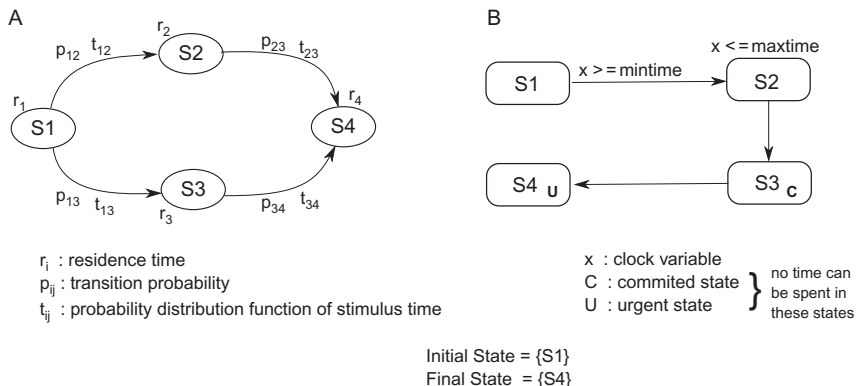 A
r2
p12 t12
S2
p23 t23
r1
S1
r4
S4
p13 t13
S3
r3
p34 t34
ri : residence time
pij : transition probability
tij : probability distribution function of stimulus time
B
x <= maxtime
S1
x >= mintime
S2
S4 U
S3 C
x : clock variable
C : commited state
U : urgent state
} no time can
be spent in
these states
Initial State = {S1}
Final State = {S4}